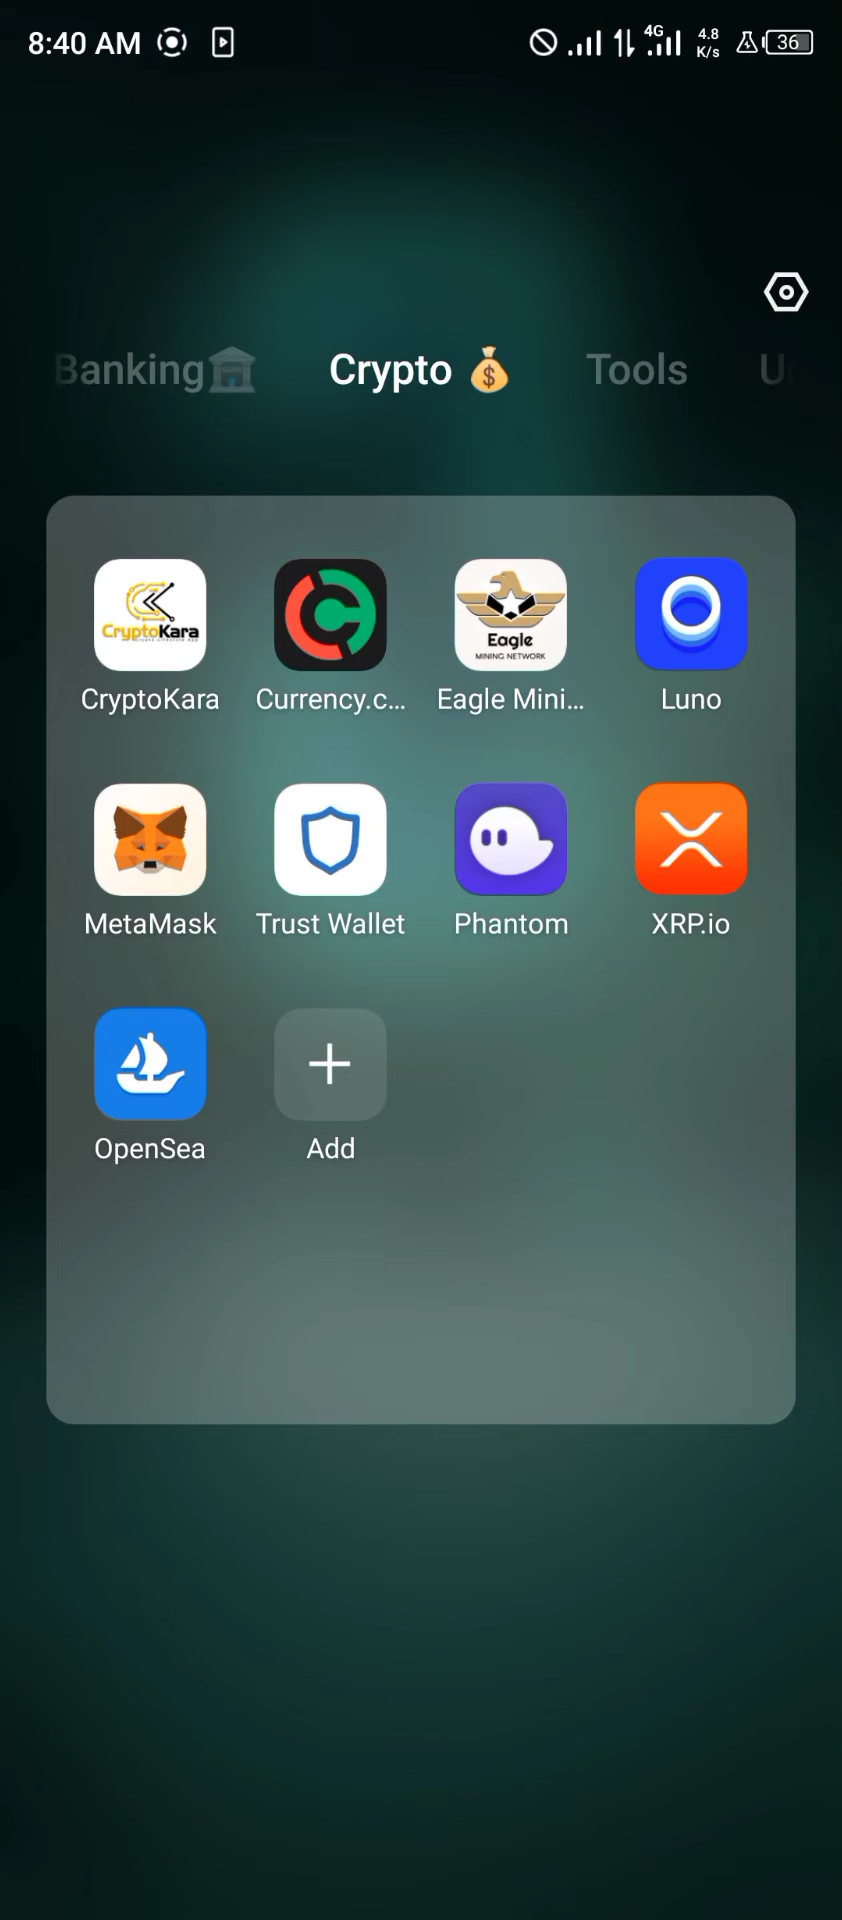 8:40 AM
4G
4.8
K/s
36
Banking Crypto Tools
CryptoKara
Eagle
MINING NETWORK
CryptoKara Currency.c... Eagle Mini... Luno
MetaMask Trust Wallet Phantom XRP.io
OpenSea Add